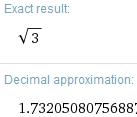 Exact result:
√3
Decimal approximation:
1.7320508075688